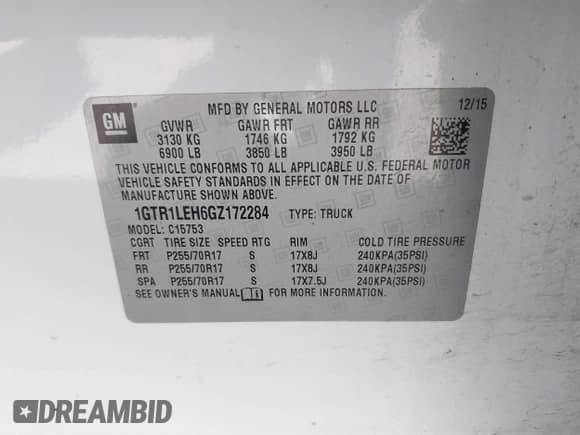 GM
MFD BY GENERAL MOTORS LLC 12/15
GVWR GAWR FRT GAWR RR
3130 KG 1746 KG 1792 KG
6900 LB 3850 LB 3950 LB
THIS VEHICLE CONFORMS TO ALL APPLICABLE U.S. FEDERAL MOTOR
VEHICLE SAFETY STANDARDS IN EFFECT ON THE DATE OF
MANUFACTURE SHOWN ABOVE.
1GTR1LEH6GZ172284 TYPE: TRUCK
MODEL: C15753
CGRT TIRE SIZE SPEED RTG RIM COLD TIRE PRESSURE
FRT P255/70R17 S 17X8J 240KPA(35PSI)
RR P255/70R17 S 17X8J 240KPA(35PSI)
SPA P255/70R17 S 17X7.5J 240KPA(35PSI)
SEE OWNER'S MANUAL FOR MORE INFORMATION.
DREAMBID